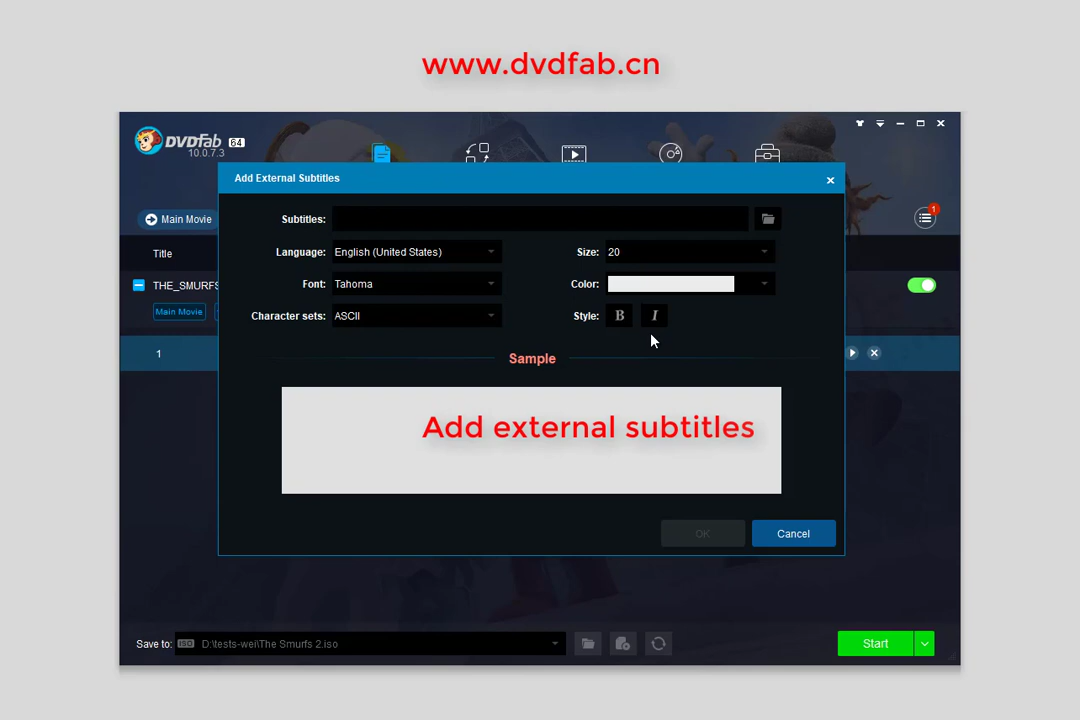 www.dvdfab.cn
DVDFab 64
10.0.7.3
Add External Subtitles
Subtitles:
Main Movie
1
Language: English (United States) Size: 20
Title
Font: Tahoma Color:
THE_SMURFS
Main Movie
Character sets: ASCII Style: B I
1
Sample
Add external subtitles
OK Cancel
Save to: ISO D:\tests-wei\The Smurfs 2.iso Start